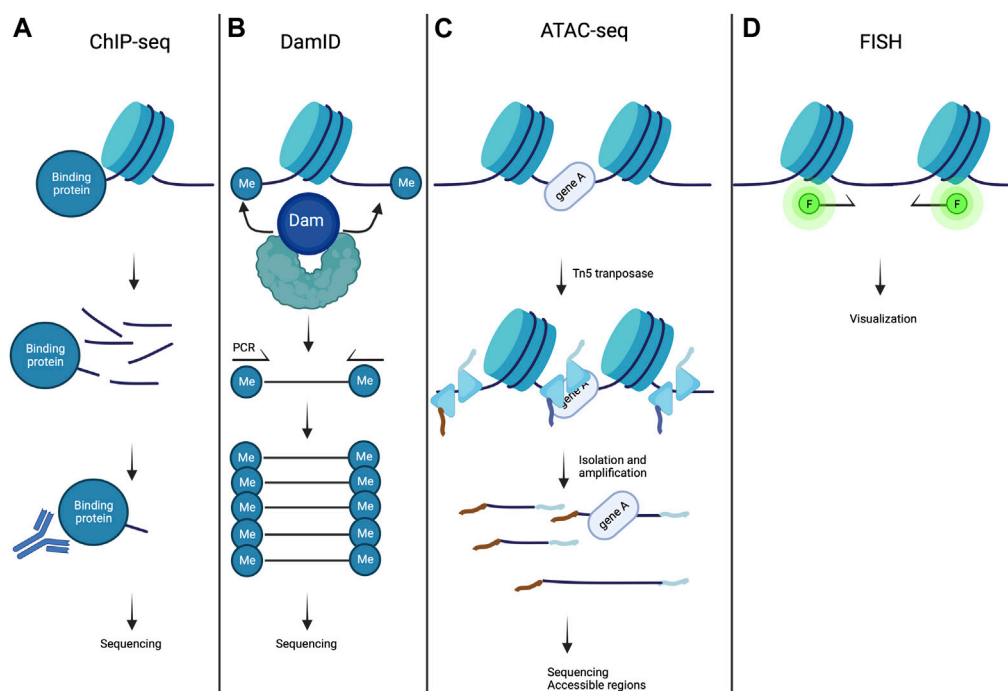 A
ChIP-seq
Binding
protein
Binding
protein
Binding
protein
Sequencing
B
DamID
Me
Me
Dam
PCR
Me
Me
Me
Me
Me
Me
Me
Me
Me
Me
Me
Me
Sequencing
C
ATAC-seq
gene A
Tn5 tranposase
gene A
Isolation and
amplification
gene A
Sequencing
Accessible regions
D
FISH
F
F
Visualization